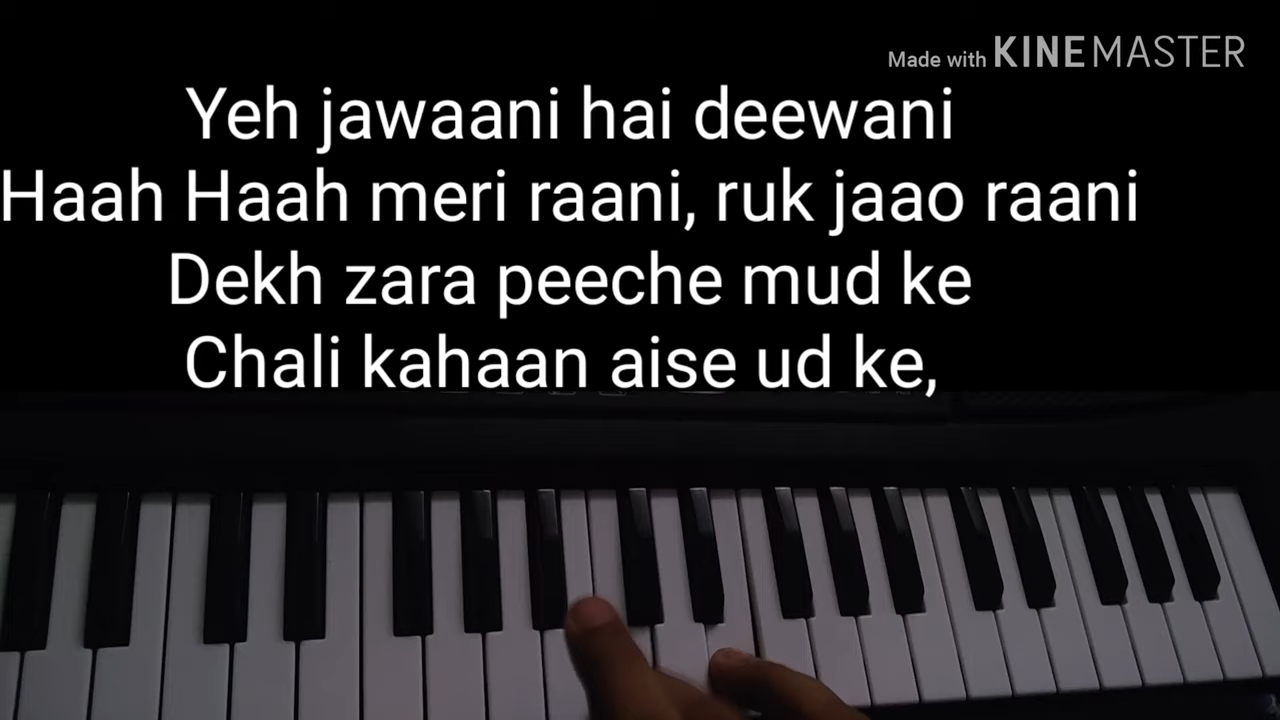 Made with KINEMASTER
Yeh jawaani hai deewani
Haah Haah meri raani, ruk jaao raani
Dekh zara peeche mud ke
Chali kahaan aise ud ke,